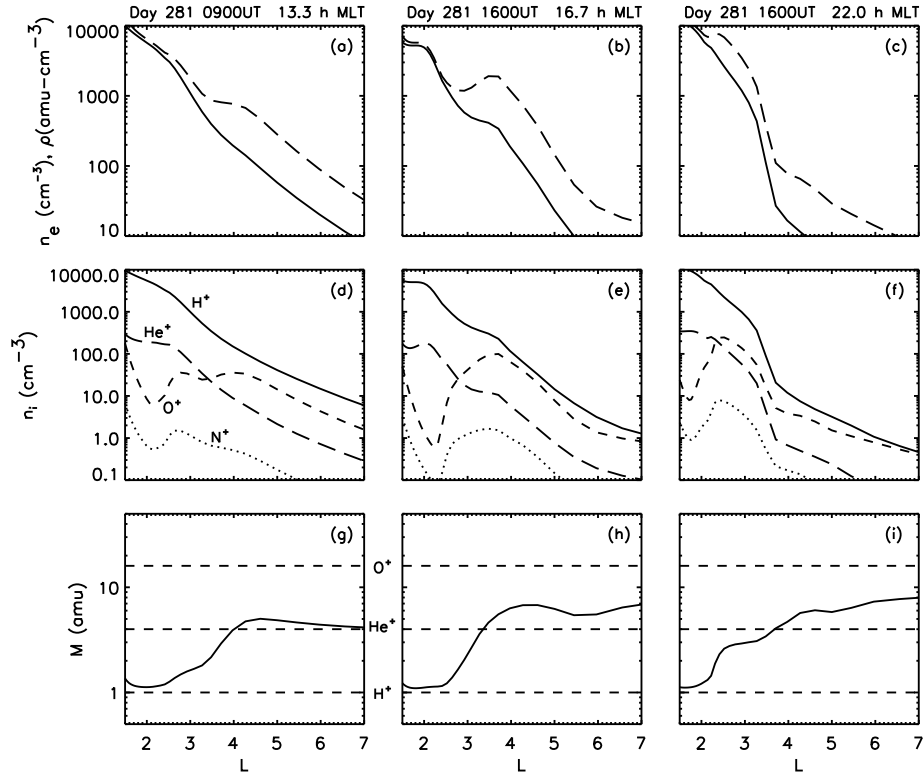 Day 281 0900UT 13.3 h MLT
Day 281 1600UT 16.7 h MLT
Day 281 1600UT 22.0 h MLT
nₑ (cm⁻³), ρ(amu−cm⁻³)
10000
1000
100
10
(a)
(b)
(c)
nᵢ (cm⁻³)
10000.0
1000.0
100.0
10.0
1.0
0.1
(d)
H⁺
He⁺
O⁺
N⁺
(e)
(f)
M (amu)
10
1
(g)
O⁺
He⁺
H⁺
(h)
(i)
2 3 4 5 6 7
L
2 3 4 5 6 7
L
2 3 4 5 6 7
L